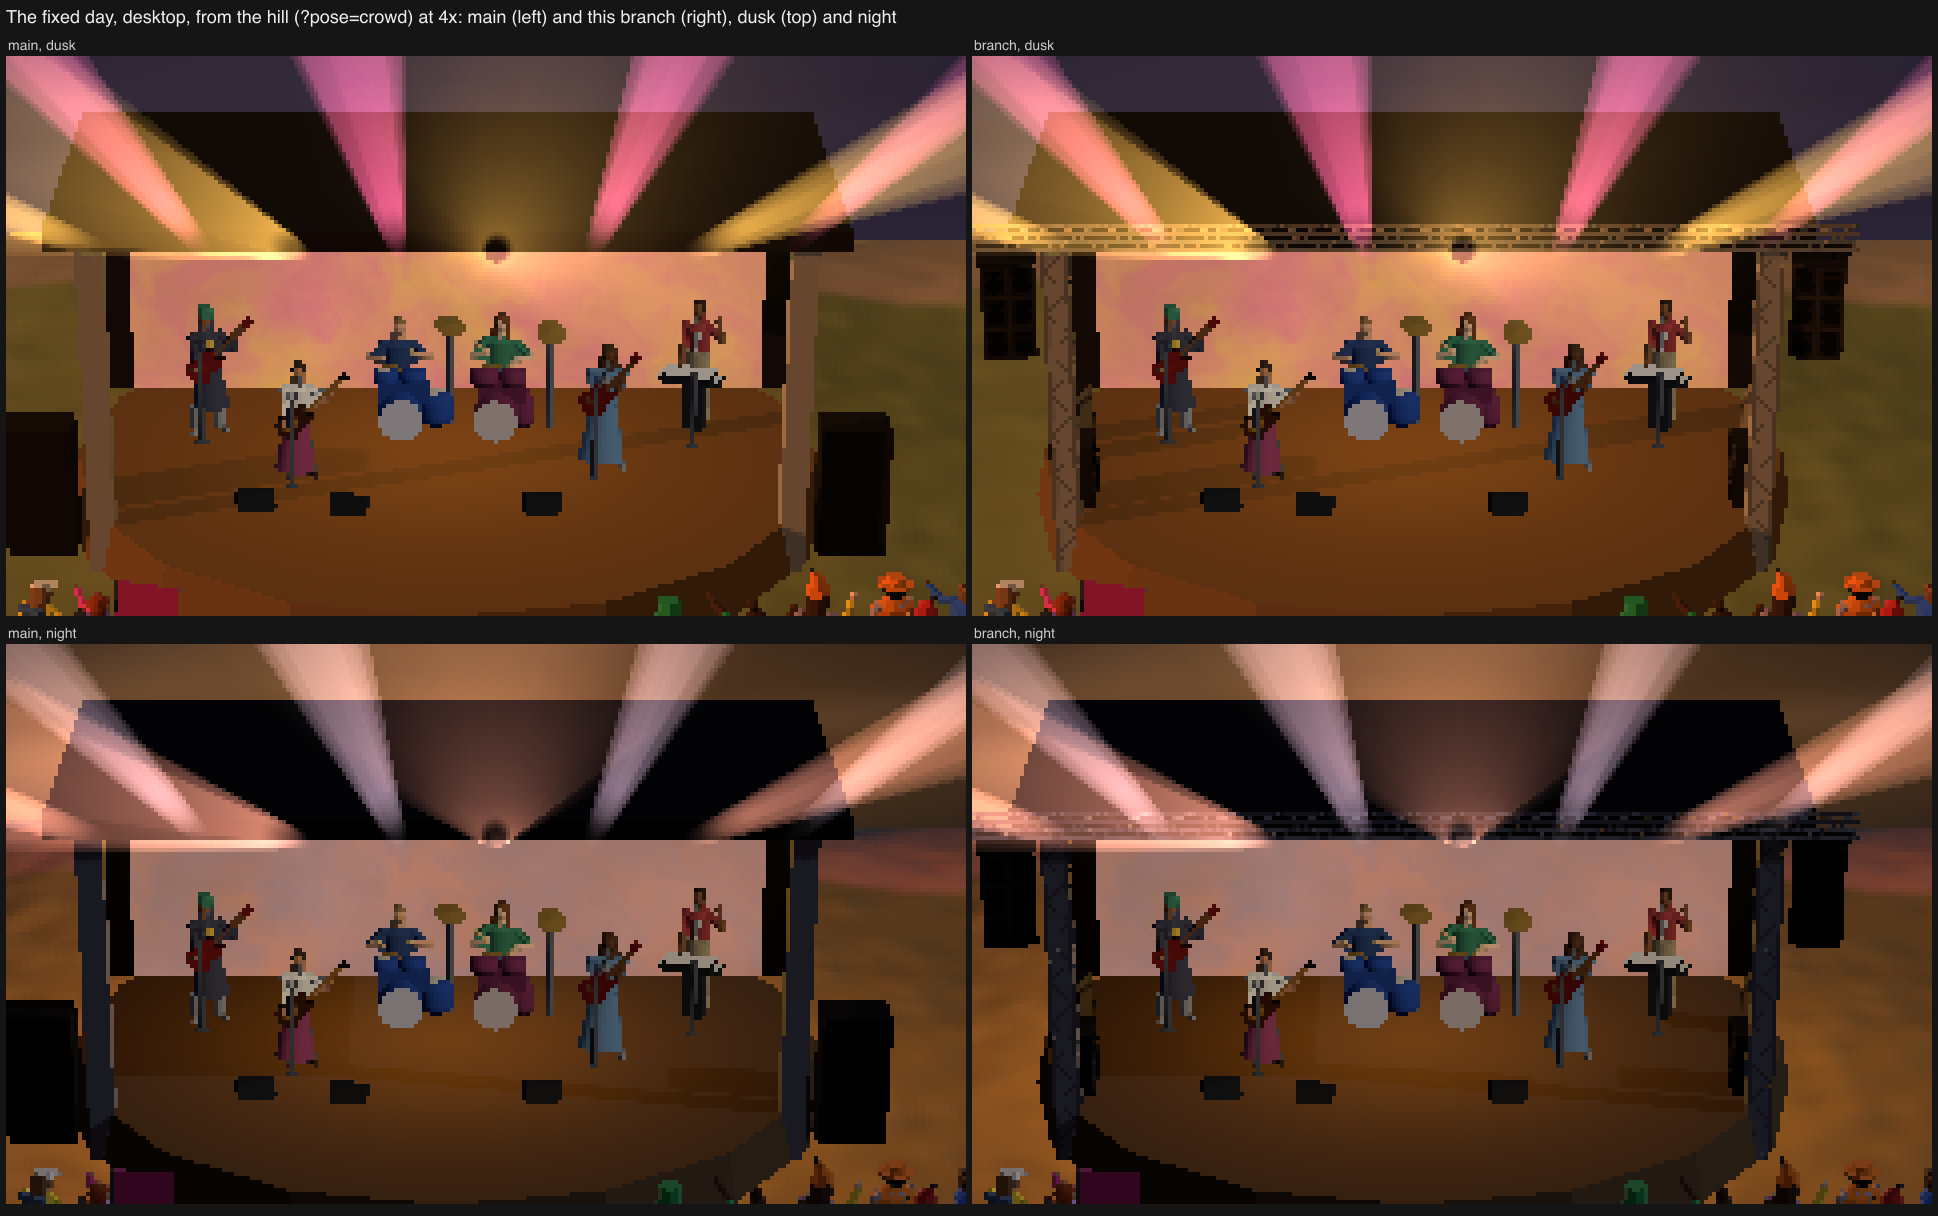 The fixed day, desktop, from the hill (?pose=crowd) at 4x: main (left) and this branch (right), dusk (top) and night
main, dusk
branch, dusk
main, night
branch, night